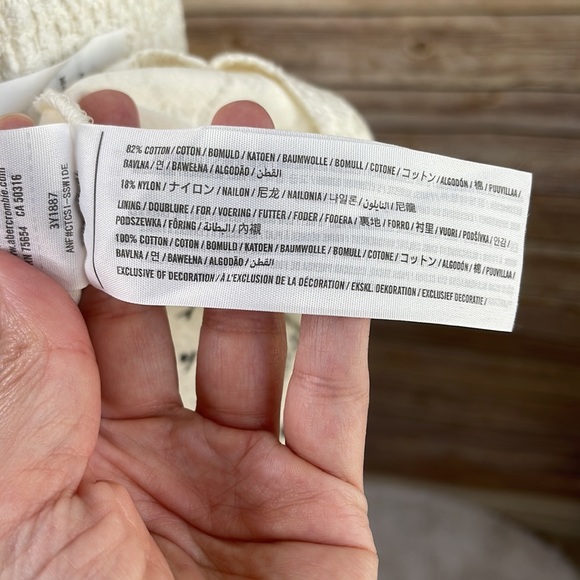 82% COTTON / COTON / BOMULD / KATOEN / BAUMWOLLE / BOMULL / COTONE / コットン / ALGODÓN / 棉 / PUUVILLAA /
BAVLNA / 면 / BAWEŁNA / ALGODÃO / القطن
18% NYLON / ナイロン / NAILON / 尼龙 / NAILONIA / 나일론 / النايلون / 尼龍
LINING / DOUBLURE / FOR / VOERING / FUTTER / FODER / FODERA / 裏地 / FORRO / 衬里 / VUORI / PODŠÍVKA / 안감 /
PODSZEWKA / FÔRING / البطانة / 內襯
100% COTTON / COTON / BOMULD / KATOEN / BAUMWOLLE / BOMULL / COTONE / コットン / ALGODÓN / 棉 / PUUVILLAA /
BAVLNA / 면 / BAWEŁNA / ALGODÃO / القطن
EXCLUSIVE OF DECORATION / À L'EXCLUSION DE LA DÉCORATION / EKSKL. DEKORATION / EXCLUSIEF DECORATIE /
w.abercrombie.com
RN 75654 CA 50316
3Y1887
ANF#CTCS1-SSWIDE